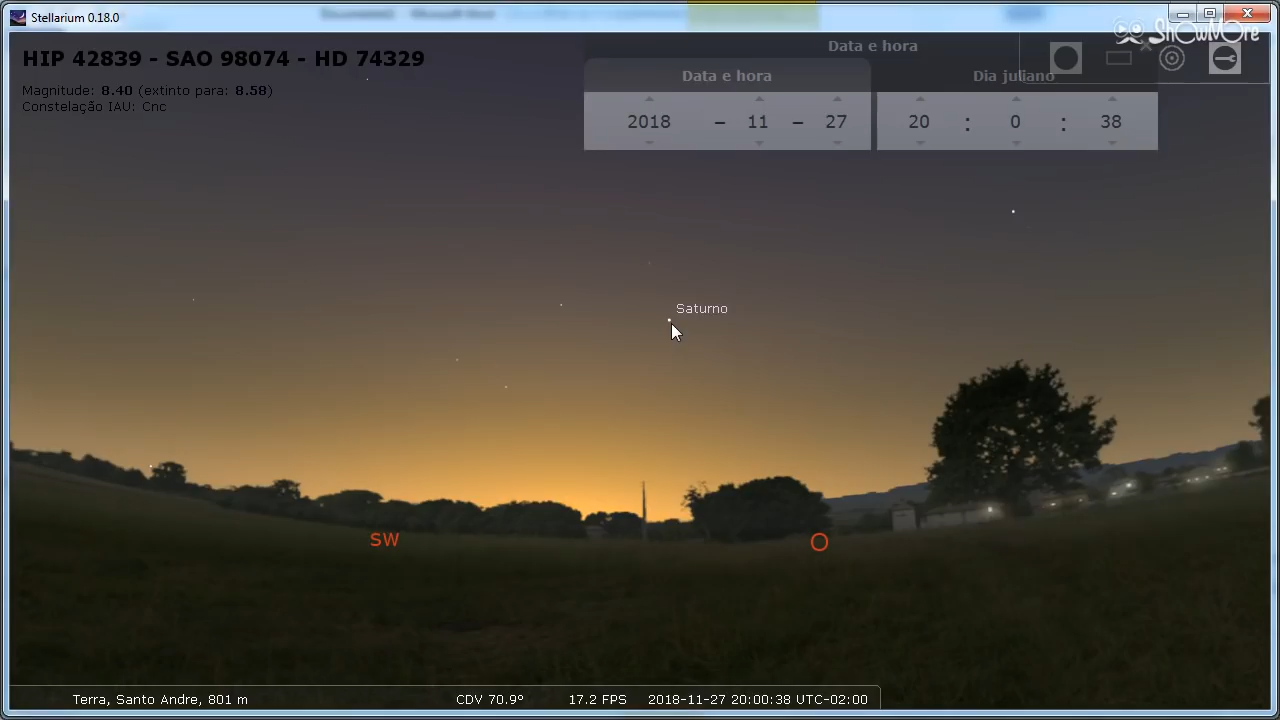 Stellarium 0.18.0
ShowMore
HIP 42839 - SAO 98074 - HD 74329
Magnitude: 8.40 (extinto para: 8.58)
Constelação IAU: Cnc
Data e hora
Data e hora
Dia juliano
2018 - 11 - 27
20 : 0 : 38
Saturno
SW
O
Terra, Santo Andre, 801 m
CDV 70.9°
17.2 FPS
2018-11-27 20:00:38 UTC-02:00